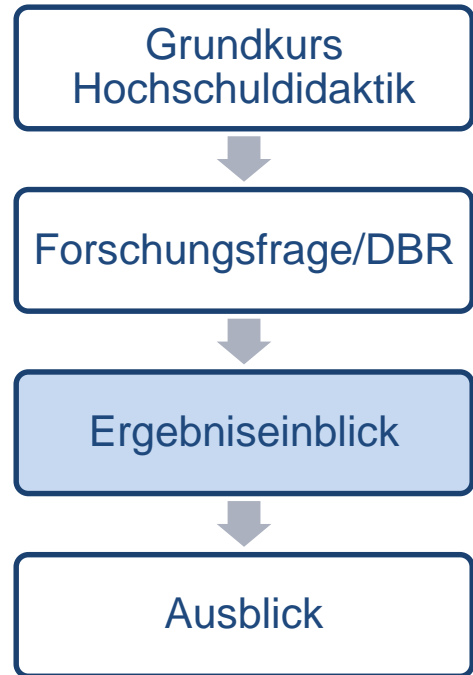 Grundkurs
Hochschuldidaktik
Forschungsfrage/DBR
Ergebniseinblick
Ausblick